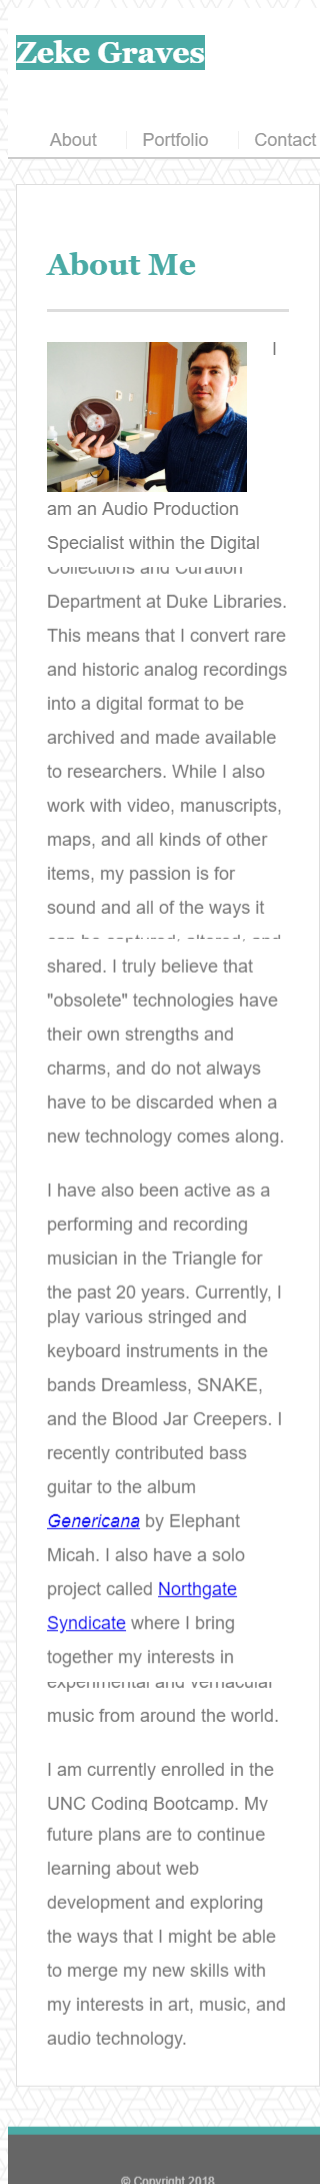 Zeke Graves
About Portfolio Contact
About Me
I
am an Audio Production
Specialist within the Digital
Collections and Curation
Department at Duke Libraries.
This means that I convert rare
and historic analog recordings
into a digital format to be
archived and made available
to researchers. While I also
work with video, manuscripts,
maps, and all kinds of other
items, my passion is for
sound and all of the ways it
can be captured, altered, and
shared. I truly believe that
"obsolete" technologies have
their own strengths and
charms, and do not always
have to be discarded when a
new technology comes along.
I have also been active as a
performing and recording
musician in the Triangle for
the past 20 years. Currently, I
play various stringed and
keyboard instruments in the
bands Dreamless, SNAKE,
and the Blood Jar Creepers. I
recently contributed bass
guitar to the album
Genericana by Elephant
Micah. I also have a solo
project called Northgate
Syndicate where I bring
together my interests in
experimental and vernacular
music from around the world.
I am currently enrolled in the
UNC Coding Bootcamp. My
future plans are to continue
learning about web
development and exploring
the ways that I might be able
to merge my new skills with
my interests in art, music, and
audio technology.
© Copyright 2018